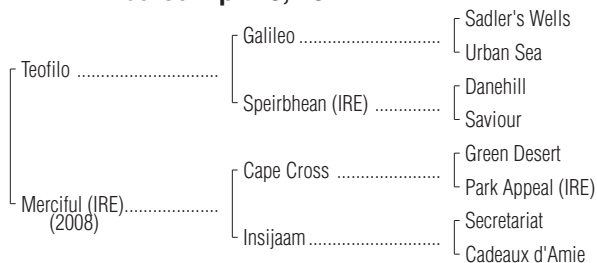 Sadler's Wells
Galileo
Urban Sea
Teofilo
Danehill
Speirbhean (IRE)
Saviour
Green Desert
Cape Cross
Park Appeal (IRE)
Merciful (IRE)
(2008)
Secretariat
Insijaam
Cadeaux d'Amie